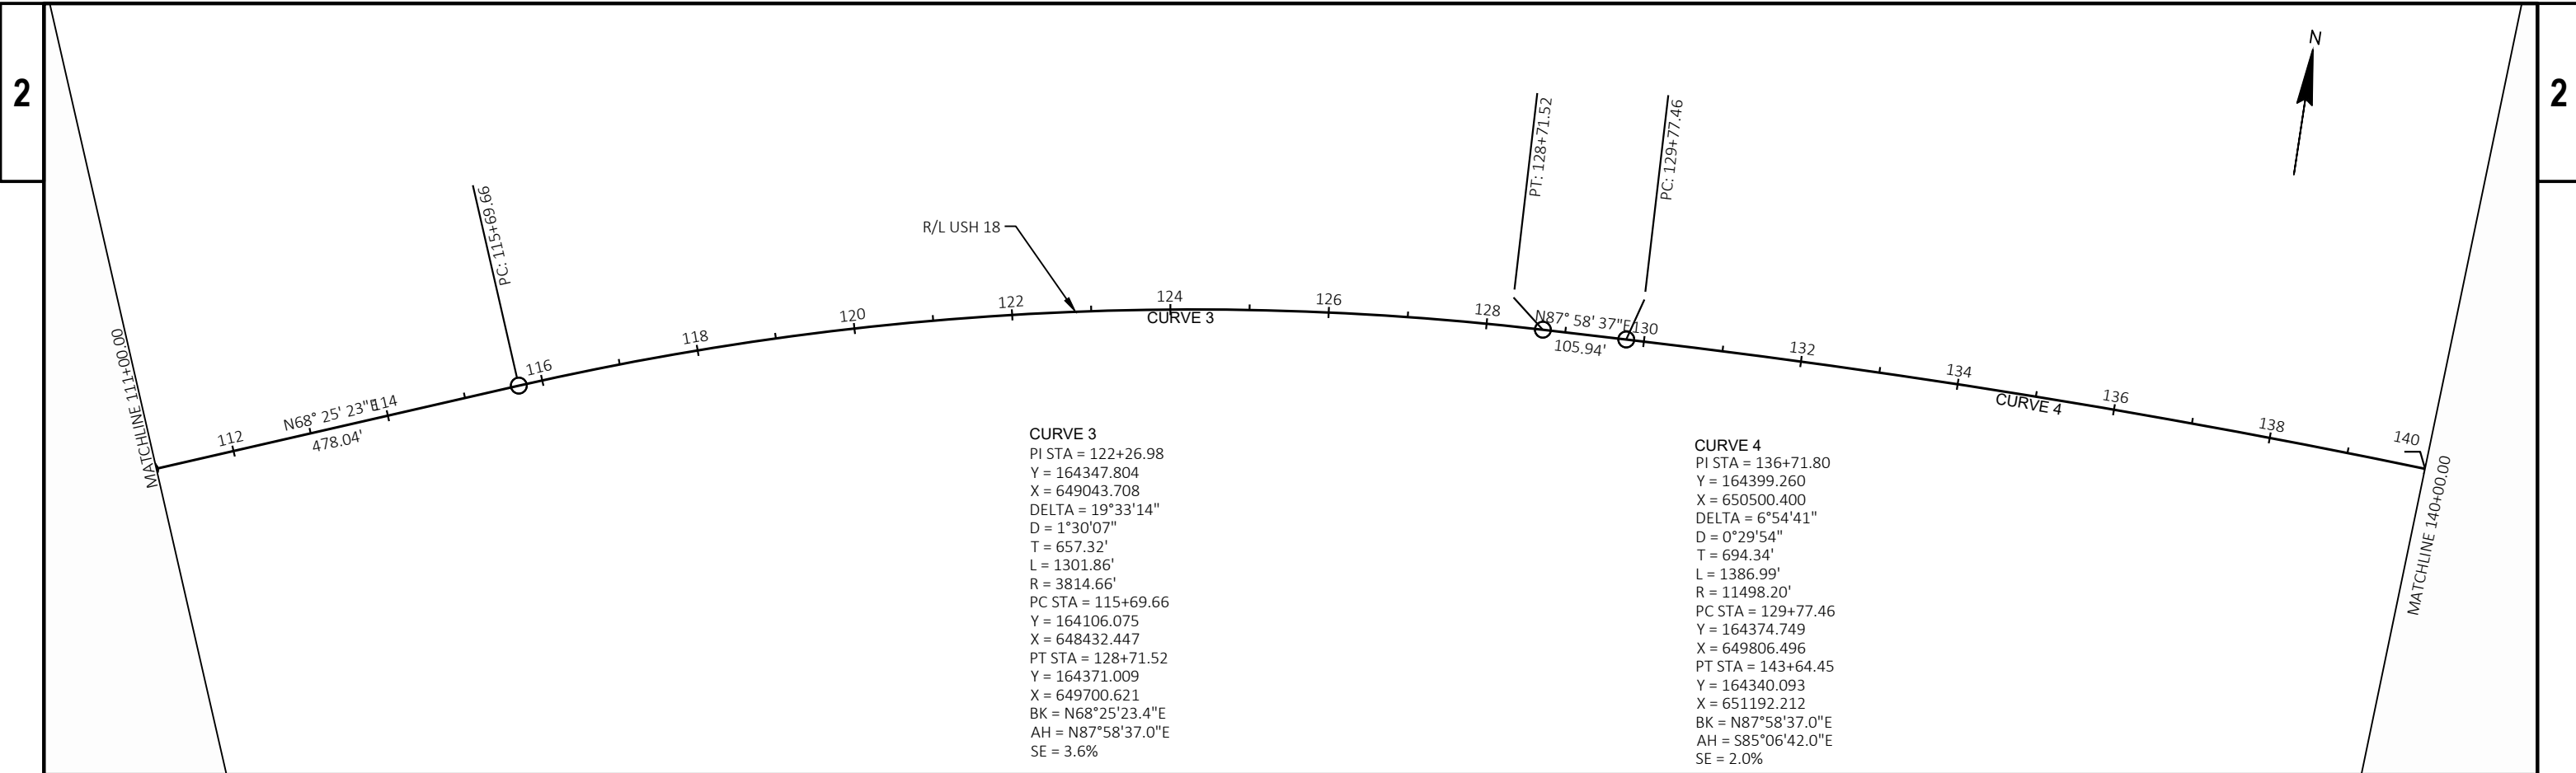 2
2
N
MATCHLINE 111+00.00
PC: 115+69.66
R/L USH 18
PT: 128+71.52
PC: 129+77.46
112
N68° 25' 23"E
478.04'
114
116
118
120
122
124
CURVE 3
126
128
N87° 58' 37"E
105.94'
130
132
134
CURVE 4
136
138
140
MATCHLINE 140+00.00
CURVE 3
PI STA = 122+26.98
Y = 164347.804
X = 649043.708
DELTA = 19°33'14"
D = 1°30'07"
T = 657.32'
L = 1301.86'
R = 3814.66'
PC STA = 115+69.66
Y = 164106.075
X = 648432.447
PT STA = 128+71.52
Y = 164371.009
X = 649700.621
BK = N68°25'23.4"E
AH = N87°58'37.0"E
SE = 3.6%
CURVE 4
PI STA = 136+71.80
Y = 164399.260
X = 650500.400
DELTA = 6°54'41"
D = 0°29'54"
T = 694.34'
L = 1386.99'
R = 11498.20'
PC STA = 129+77.46
Y = 164374.749
X = 649806.496
PT STA = 143+64.45
Y = 164340.093
X = 651192.212
BK = N87°58'37.0"E
AH = S85°06'42.0"E
SE = 2.0%